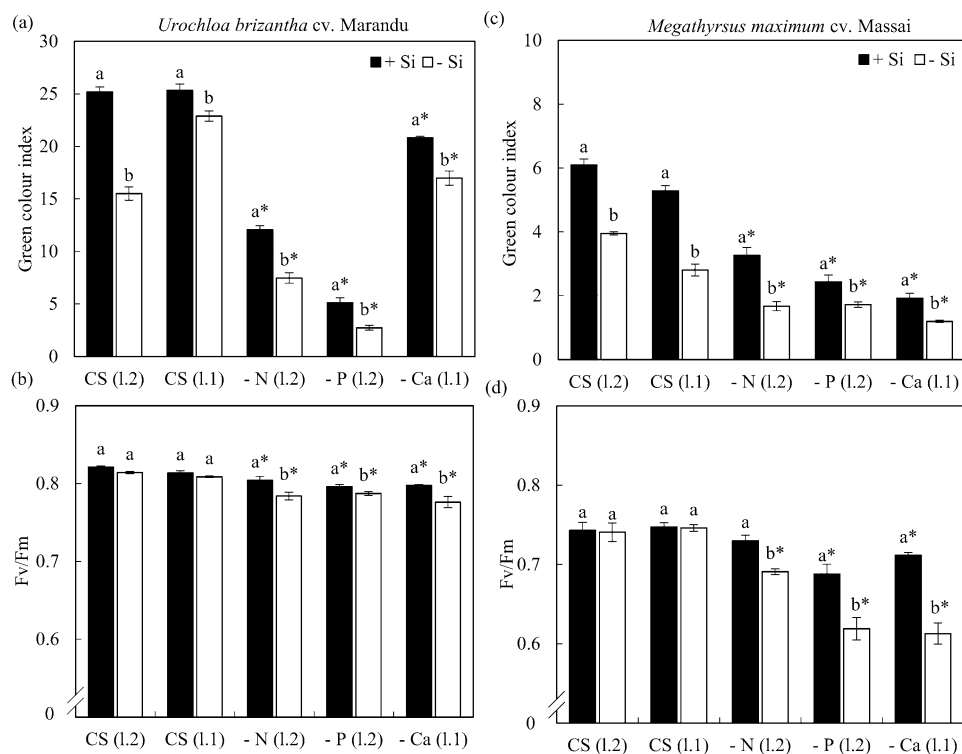 (a) Urochloa brizantha cv. Marandu
30
25
20
15
10
5
0
Green colour index
+ Si - Si
a b a b a* b* a* b* a* b*
CS (l.2) CS (l.1) - N (l.2) - P (l.2) - Ca (l.1)
(c) Megathyrsus maximum cv. Massai
10
8
6
4
2
0
Green colour index
+ Si - Si
a b a b a* b* a* b* a* b*
CS (l.2) CS (l.1) - N (l.2) - P (l.2) - Ca (l.1)
(b)
0.9
0.8
0.7
0.6
0
Fv/Fm
a a a a a* b* a* b* a* b*
CS (l.2) CS (l.1) - N (l.2) - P (l.2) - Ca (l.1)
(d)
0.9
0.8
0.7
0.6
0
Fv/Fm
a a a a a b* a* b* a* b*
CS (l.2) CS (l.1) - N (l.2) - P (l.2) - Ca (l.1)